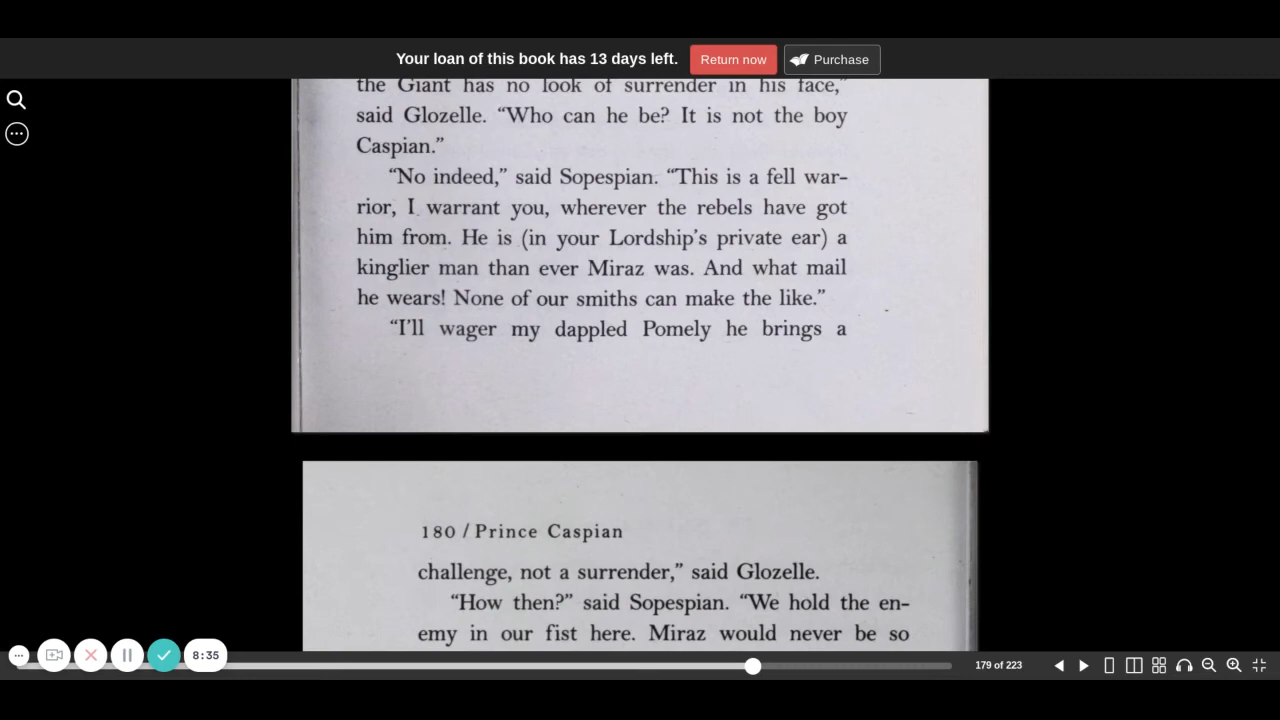 Your loan of this book has 13 days left. Return now Purchase
the Giant has no look of surrender in his face,”
said Glozelle. “Who can he be? It is not the boy
Caspian.”
“No indeed,” said Sopespian. “This is a fell war-
rior, I warrant you, wherever the rebels have got
him from. He is (in your Lordship’s private ear) a
kinglier man than ever Miraz was. And what mail
he wears! None of our smiths can make the like.”
“I’ll wager my dappled Pomely he brings a
180 / Prince Caspian
challenge, not a surrender,” said Glozelle.
“How then?” said Sopespian. “We hold the en-
emy in our fist here. Miraz would never be so
8:35
179 of 223